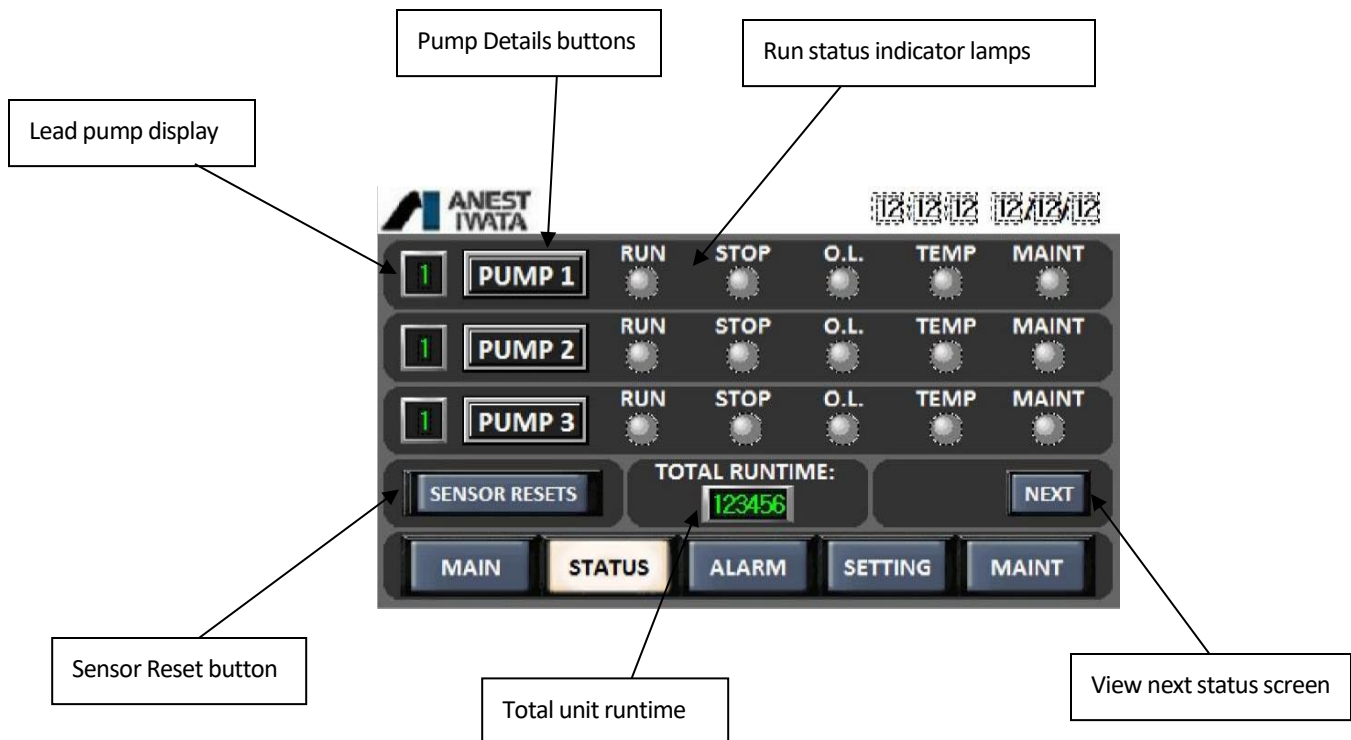 Pump Details buttons
Run status indicator lamps
Lead pump display
ANEST
IWATA
12:12:12 12/12/12
1 PUMP 1 RUN STOP O.L. TEMP MAINT
1 PUMP 2 RUN STOP O.L. TEMP MAINT
1 PUMP 3 RUN STOP O.L. TEMP MAINT
SENSOR RESETS
TOTAL RUNTIME:
123456
NEXT
MAIN STATUS ALARM SETTING MAINT
Sensor Reset button
Total unit runtime
View next status screen